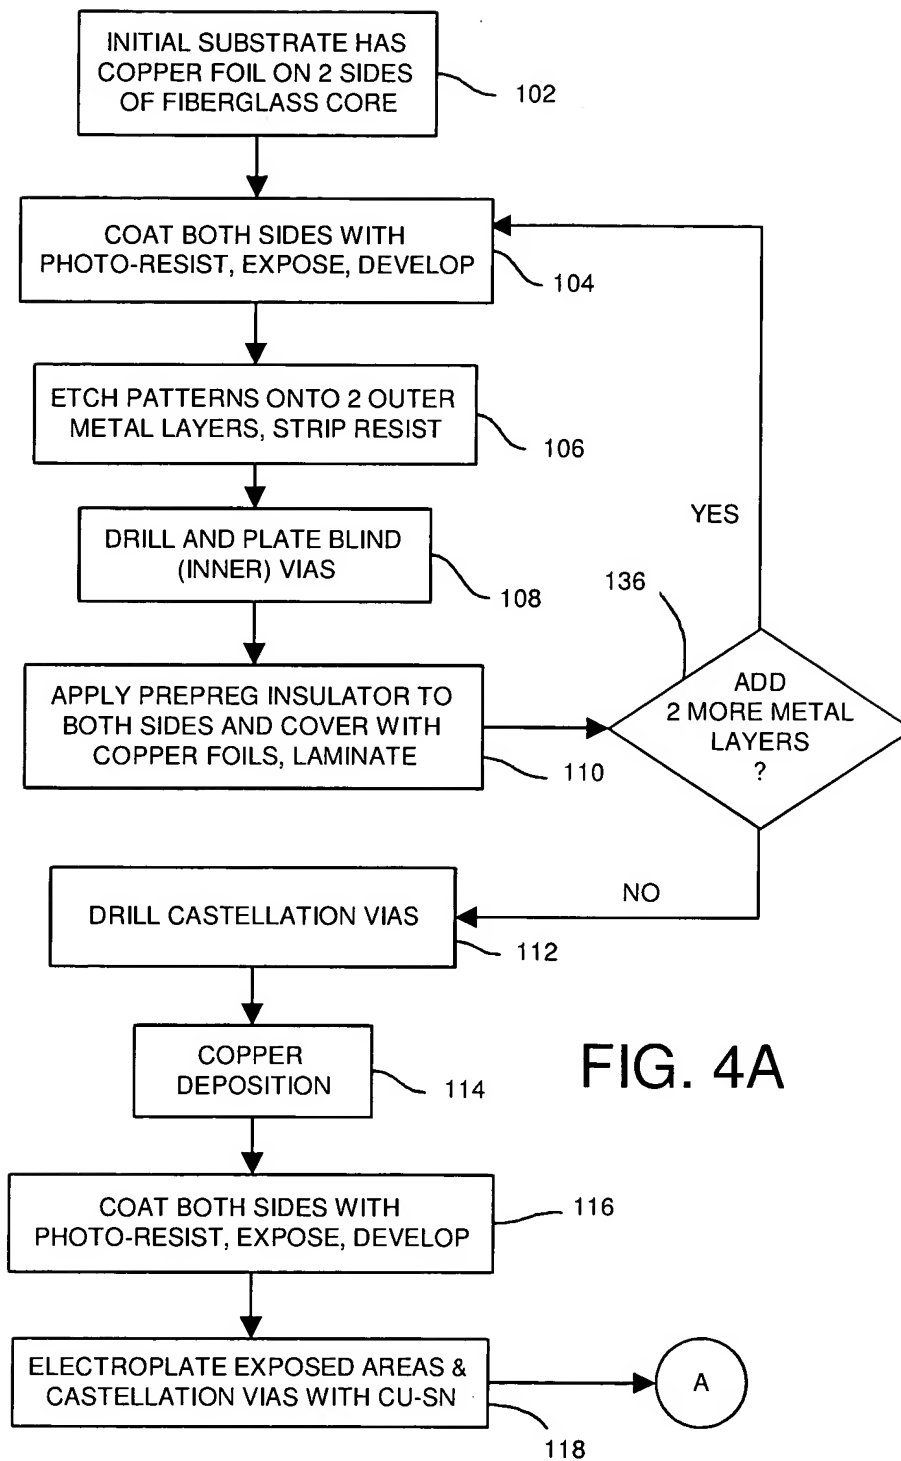 INITIAL SUBSTRATE HAS
COPPER FOIL ON 2 SIDES
OF FIBERGLASS CORE
102
COAT BOTH SIDES WITH
PHOTO-RESIST, EXPOSE, DEVELOP
104
ETCH PATTERNS ONTO 2 OUTER
METAL LAYERS, STRIP RESIST
106
YES
DRILL AND PLATE BLIND
(INNER) VIAS
108
136
APPLY PREPREG INSULATOR TO
BOTH SIDES AND COVER WITH
COPPER FOILS, LAMINATE
110
ADD
2 MORE METAL
LAYERS
?
NO
DRILL CASTELLATION VIAS
112
COPPER
DEPOSITION
114
FIG. 4A
COAT BOTH SIDES WITH
PHOTO-RESIST, EXPOSE, DEVELOP
116
ELECTROPLATE EXPOSED AREAS &
CASTELLATION VIAS WITH CU-SN
118
A